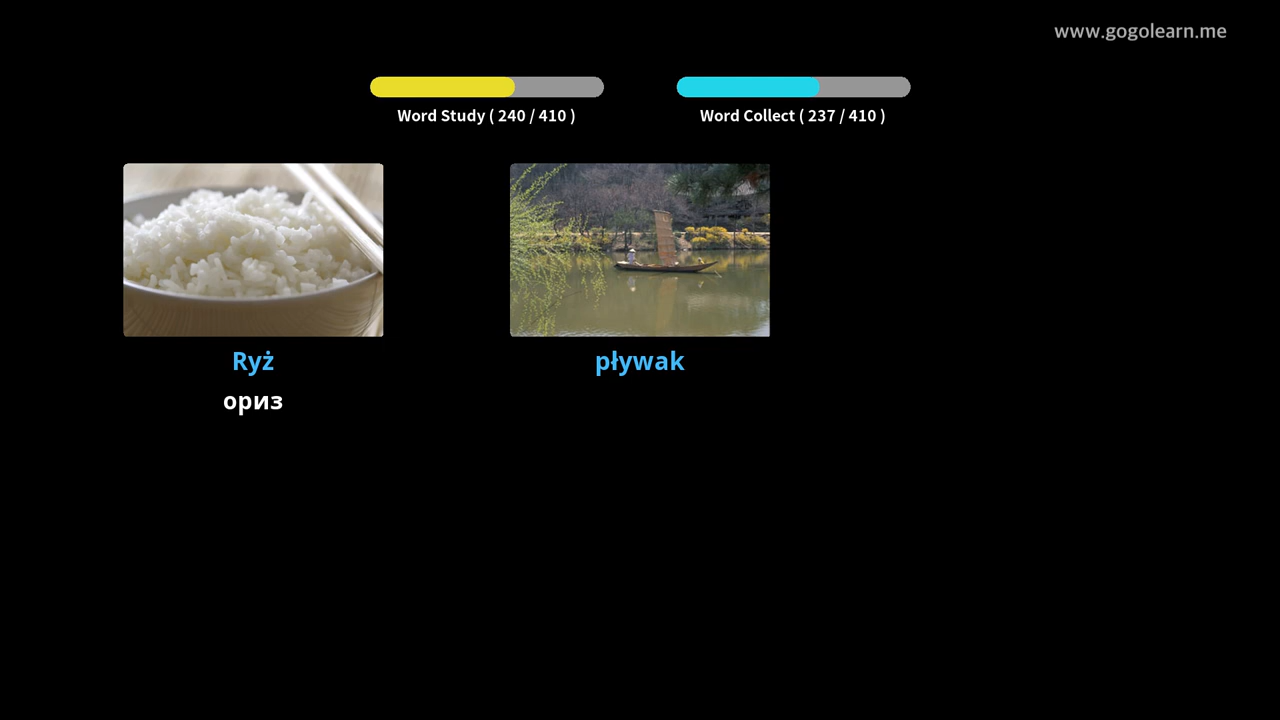 www.gogolearn.me
Word Study ( 240 / 410 )
Word Collect ( 237 / 410 )
Ryż
pływak
ориз